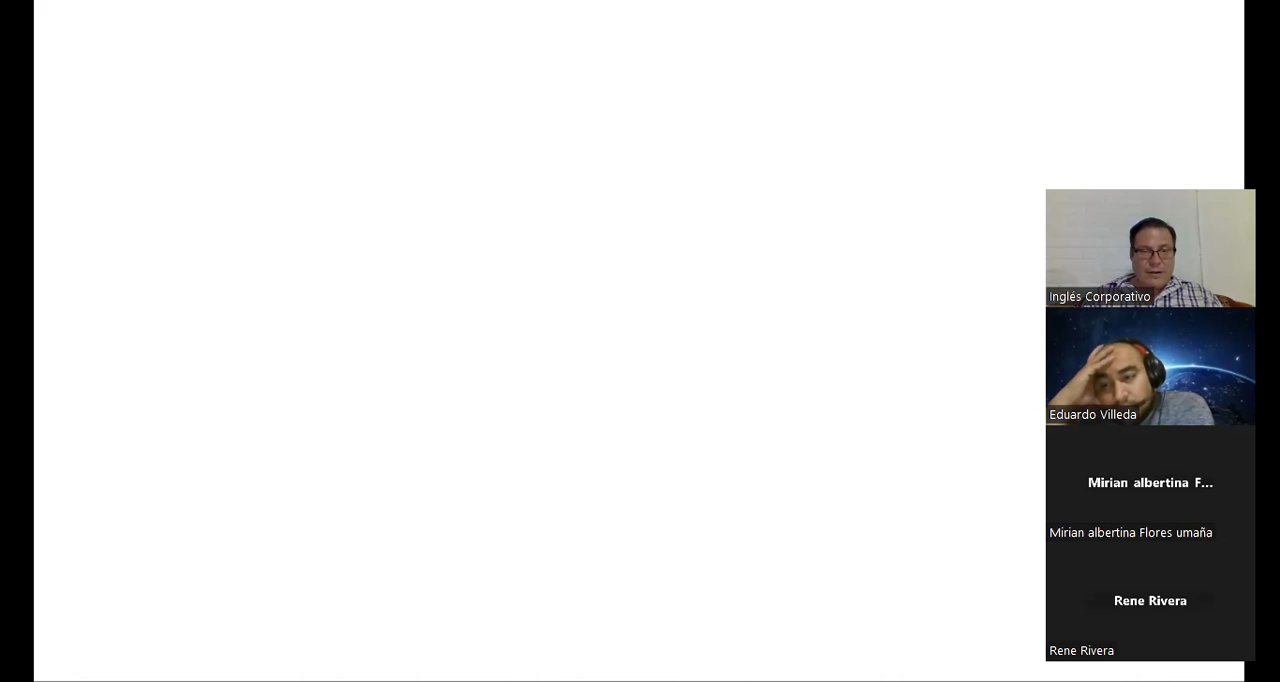 Inglés Corporativo
Eduardo Villeda
Mirian albertina F...
Mirian albertina Flores umaña
Rene Rivera
Rene Rivera